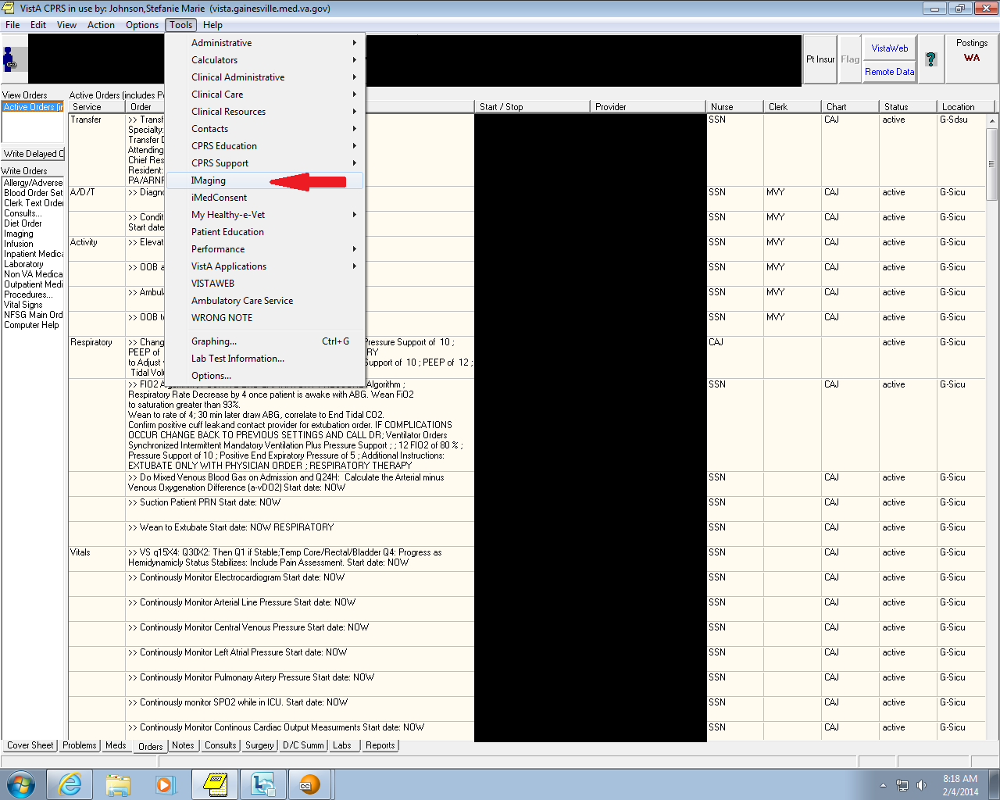 VistA CPRS in use by: Johnson,Stefanie Marie (vista.gainesville.med.va.gov)
File Edit View Action Options Tools Help
Administrative
Calculators
Clinical Administrative
Clinical Care
Clinical Resources
Contacts
CPRS Education
CPRS Support
IMaging
iMedConsent
My Healthy-e-Vet
Patient Education
Performance
VistA Applications
VISTAWEB
Ambulatory Care Service
WRONG NOTE
Graphing... Ctrl+G
Lab Test Information...
Options...
Pt Insur
Flag
VistaWeb
Remote Data
?
Postings
WA
View Orders
Active Orders (in
Write Delayed O
Write Orders
Allergy/Adverse
Blood Order Set
Clerk Text Order
Consults...
Diet Order
Imaging
Infusion
Inpatient Medica
Laboratory
Non VA Medica
Outpatient Medi
Procedures...
Vital Signs
NFSG Main Ord
Computer Help
Active Orders (includes Pe
Service Order Start / Stop Provider Nurse Clerk Chart Status Location
Transfer >> Transf SSN CAJ active G-Sdsu
Specialty:
Transfer D
Attending
Chief Res
Resident:
PA/ARNF
A/D/T >> Diagno SSN MVY CAJ active G-Sicu
>> Condit SSN MVY CAJ active G-Sicu
Start date
Activity >> Elevat SSN MVY CAJ active G-Sicu
>> OOB a SSN MVY CAJ active G-Sicu
>> Ambul SSN MVY CAJ active G-Sicu
>> OOB to SSN MVY CAJ active G-Sicu
Respiratory >> Chang Pressure Support of 10 ; CAJ active G-Sicu
PEEP of RY
to Adjust Support of 10 ; PEEP of 12 ;
Tidal Volu
>> FIO2 Algorithm ; SSN CAJ active G-Sicu
Respiratory Rate Decrease by 4 once patient is awake with ABG. Wean FiO2
to saturation greater than 93%.
Wean to rate of 4; 30 min later draw ABG, correlate to End Tidal CO2.
Confirm positive cuff leakand contact provider for extubation order. IF COMPLICATIONS
OCCUR CHANGE BACK TO PREVIOUS SETTINGS AND CALL DR; Ventilator Orders
Synchronized Intermittent Mandatory Ventilation Plus Pressure Support ; ; 12 FIO2 of 80 % ;
Pressure Support of 10 ; Positive End Expiratory Pressure of 5 ; Additional Instructions:
EXTUBATE ONLY WITH PHYSICIAN ORDER ; RESPIRATORY THERAPY
>> Do Mixed Venous Blood Gas on Admission and Q24H: Calculate the Arterial minus SSN CAJ active G-Sicu
Venous Oxygenation Difference (a-vDO2) Start date: NOW
>> Suction Patient PRN Start date: NOW SSN CAJ active G-Sicu
>> Wean to Extubate Start date: NOW RESPIRATORY SSN CAJ active G-Sicu
Vitals >> VS q15X4: Q30X2: Then Q1 if Stable;Temp Core/Rectal/Bladder Q4: Progress as SSN CAJ active G-Sicu
Hemidynamicly Status Stabilizes: Include Pain Assessment. Start date: NOW
>> Continously Monitor Electrocardiogram Start date: NOW SSN CAJ active G-Sicu
>> Continously Monitor Arterial Line Pressure Start date: NOW SSN CAJ active G-Sicu
>> Continously Monitor Central Venous Pressure Start date: NOW SSN CAJ active G-Sicu
>> Continously Monitor Left Atrial Pressure Start date: NOW SSN CAJ active G-Sicu
>> Continously Monitor Pulmonary Artery Pressure Start date: NOW SSN CAJ active G-Sicu
>> Continously monitor SPO2 while in ICU. Start date: NOW SSN CAJ active G-Sicu
>> Continously Monitor Continous Cardiac Output Measurments Start date: NOW SSN CAJ active G-Sicu
Cover Sheet Problems Meds Orders Notes Consults Surgery D/C Summ Labs Reports
CC
8:18 AM
2/4/2014